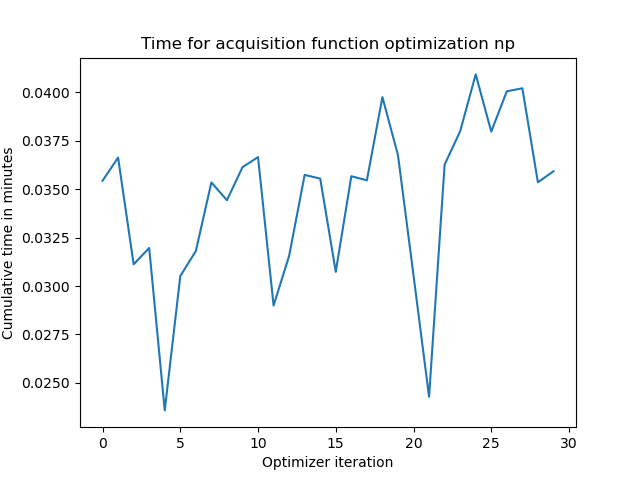 Time for acquisition function optimization np
Cumulative time in minutes
0.0400
0.0375
0.0350
0.0325
0.0300
0.0275
0.0250
0 5 10 15 20 25 30
Optimizer iteration